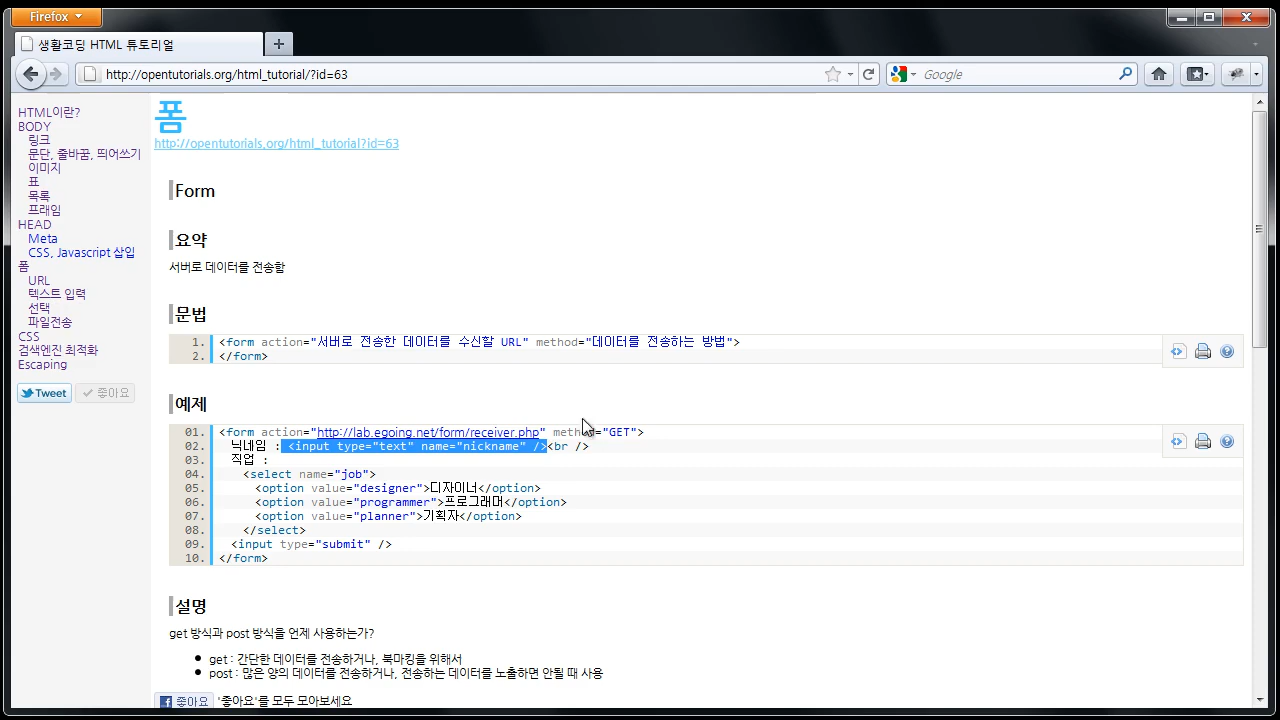 Firefox
생활코딩 HTML 튜토리얼
http://opentutorials.org/html_tutorial/?id=63
Google
HTML이란?
BODY
링크
문단, 줄바꿈, 띄어쓰기
이미지
표
목록
프래임
HEAD
Meta
CSS, Javascript 삽입
폼
URL
텍스트 입력
선택
파일전송
CSS
검색엔진 최적화
Escaping
Tweet
좋아요
폼
http://opentutorials.org/html_tutorial?id=63
Form
요약
서버로 데이터를 전송함
문법
1. <form action="서버로 전송한 데이터를 수신할 URL" method="데이터를 전송하는 방법">
2. </form>
예제
01. <form action="http://lab.egoing.net/form/receiver.php" method="GET">
02. 닉네임 : <input type="text" name="nickname" /><br />
03. 직업 :
04. <select name="job">
05. <option value="designer">디자이너</option>
06. <option value="programmer">프로그래머</option>
07. <option value="planner">기획자</option>
08. </select>
09. <input type="submit" />
10. </form>
설명
get 방식과 post 방식을 언제 사용하는가?
get : 간단한 데이터를 전송하거나, 북마킹을 위해서
post : 많은 양의 데이터를 전송하거나, 전송하는 데이터를 노출하면 안될 때 사용
좋아요 '좋아요'를 모두 모아보세요